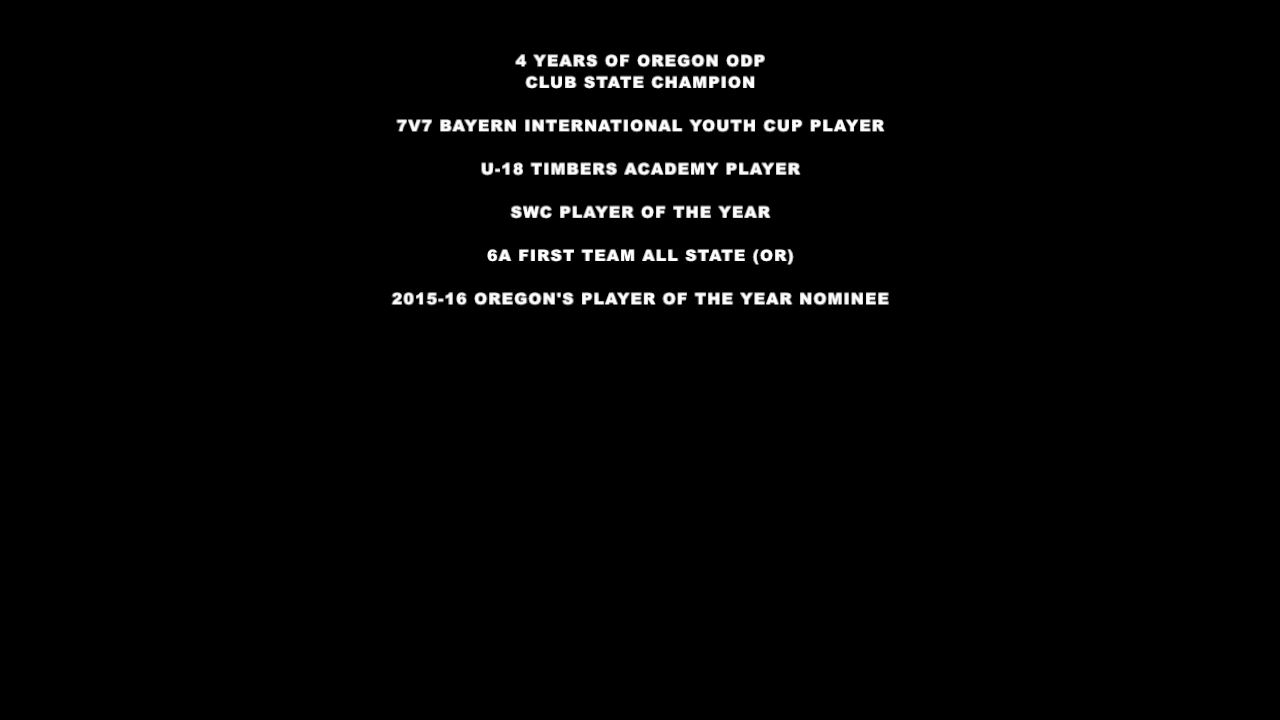 4 YEARS OF OREGON ODP
CLUB STATE CHAMPION
7V7 BAYERN INTERNATIONAL YOUTH CUP PLAYER
U-18 TIMBERS ACADEMY PLAYER
SWC PLAYER OF THE YEAR
6A FIRST TEAM ALL STATE (OR)
2015-16 OREGON'S PLAYER OF THE YEAR NOMINEE